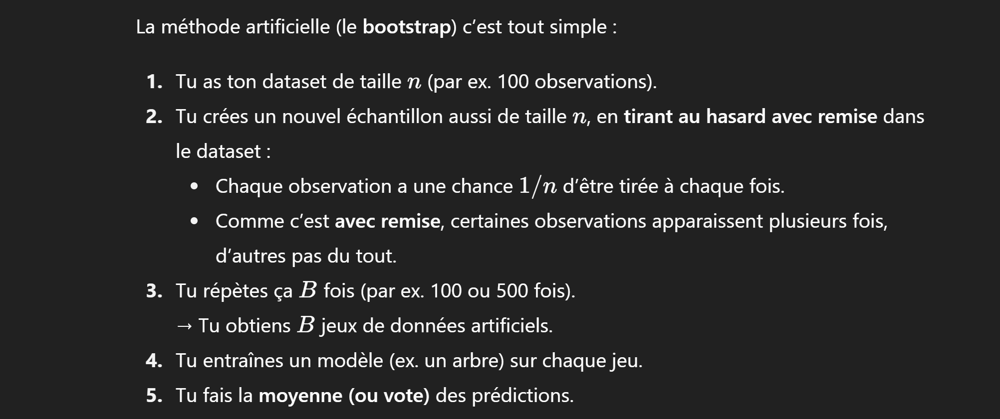 La méthode artificielle (le bootstrap) c’est tout simple :
1. Tu as ton dataset de taille n (par ex. 100 observations).
2. Tu crées un nouvel échantillon aussi de taille n, en tirant au hasard avec remise dans
le dataset :
• Chaque observation a une chance 1/n d’être tirée à chaque fois.
• Comme c’est avec remise, certaines observations apparaissent plusieurs fois,
d’autres pas du tout.
3. Tu répètes ça B fois (par ex. 100 ou 500 fois).
→ Tu obtiens B jeux de données artificiels.
4. Tu entraînes un modèle (ex. un arbre) sur chaque jeu.
5. Tu fais la moyenne (ou vote) des prédictions.